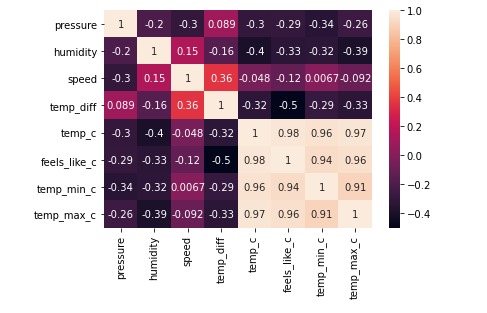 pressure 1 -0.2 -0.3 0.089 -0.3 -0.29 -0.34 -0.26
humidity -0.2 1 0.15 -0.16 -0.4 -0.33 -0.32 -0.39
speed -0.3 0.15 1 0.36 -0.048 -0.12 0.0067 -0.092
temp_diff 0.089 -0.16 0.36 1 -0.32 -0.5 -0.29 -0.33
temp_c -0.3 -0.4 -0.048 -0.32 1 0.98 0.96 0.97
feels_like_c -0.29 -0.33 -0.12 -0.5 0.98 1 0.94 0.96
temp_min_c -0.34 -0.32 0.0067 -0.29 0.96 0.94 1 0.91
temp_max_c -0.26 -0.39 -0.092 -0.33 0.97 0.96 0.91 1
pressure
humidity
speed
temp_diff
temp_c
feels_like_c
temp_min_c
temp_max_c
1.0
0.8
0.6
0.4
0.2
0.0
-0.2
-0.4